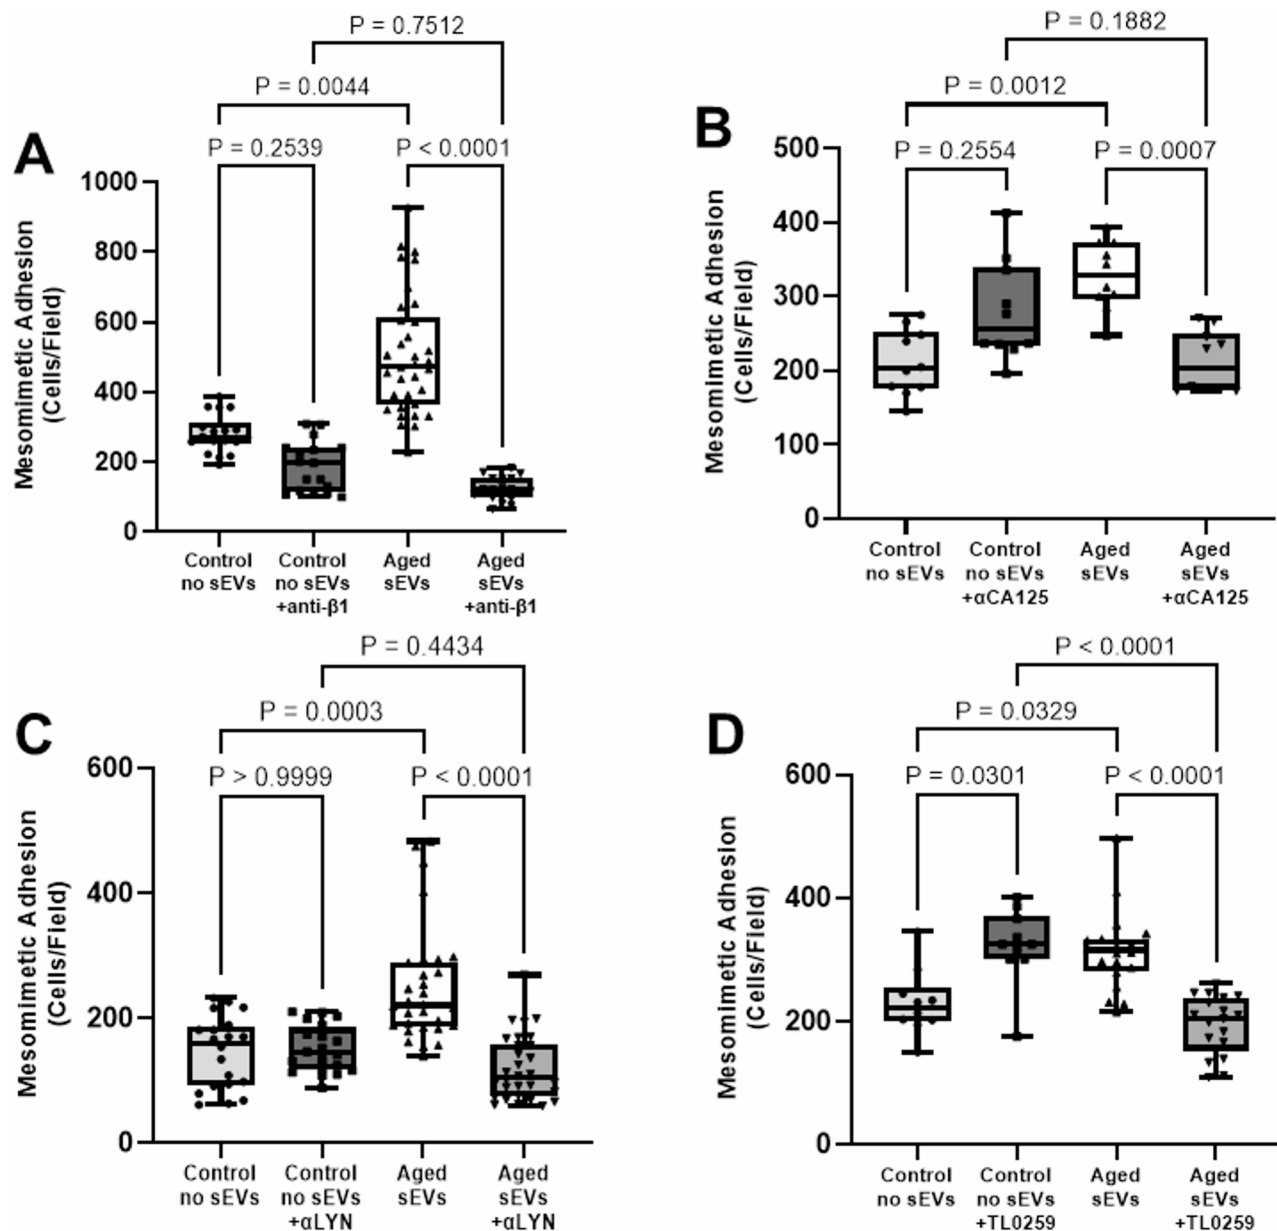 A
P = 0.7512
P = 0.0044
P = 0.2539
P < 0.0001
Mesomimetic Adhesion
(Cells/Field)
1000
800
600
400
200
0
Control
no sEVs
Control
no sEVs
+anti-β1
Aged
sEVs
Aged
sEVs
+anti-β1
B
P = 0.1882
P = 0.0012
P = 0.2554
P = 0.0007
Mesomimetic Adhesion
(Cells/Field)
500
400
300
200
100
0
Control
no sEVs
Control
no sEVs
+αCA125
Aged
sEVs
Aged
sEVs
+αCA125
C
P = 0.4434
P = 0.0003
P > 0.9999
P < 0.0001
Mesomimetic Adhesion
(Cells/Field)
600
400
200
0
Control
no sEVs
Control
no sEVs
+αLYN
Aged
sEVs
Aged
sEVs
+αLYN
D
P < 0.0001
P = 0.0329
P = 0.0301
P < 0.0001
Mesomimetic Adhesion
(Cells/Field)
600
400
200
0
Control
no sEVs
Control
no sEVs
+TL0259
Aged
sEVs
Aged
sEVs
+TL0259